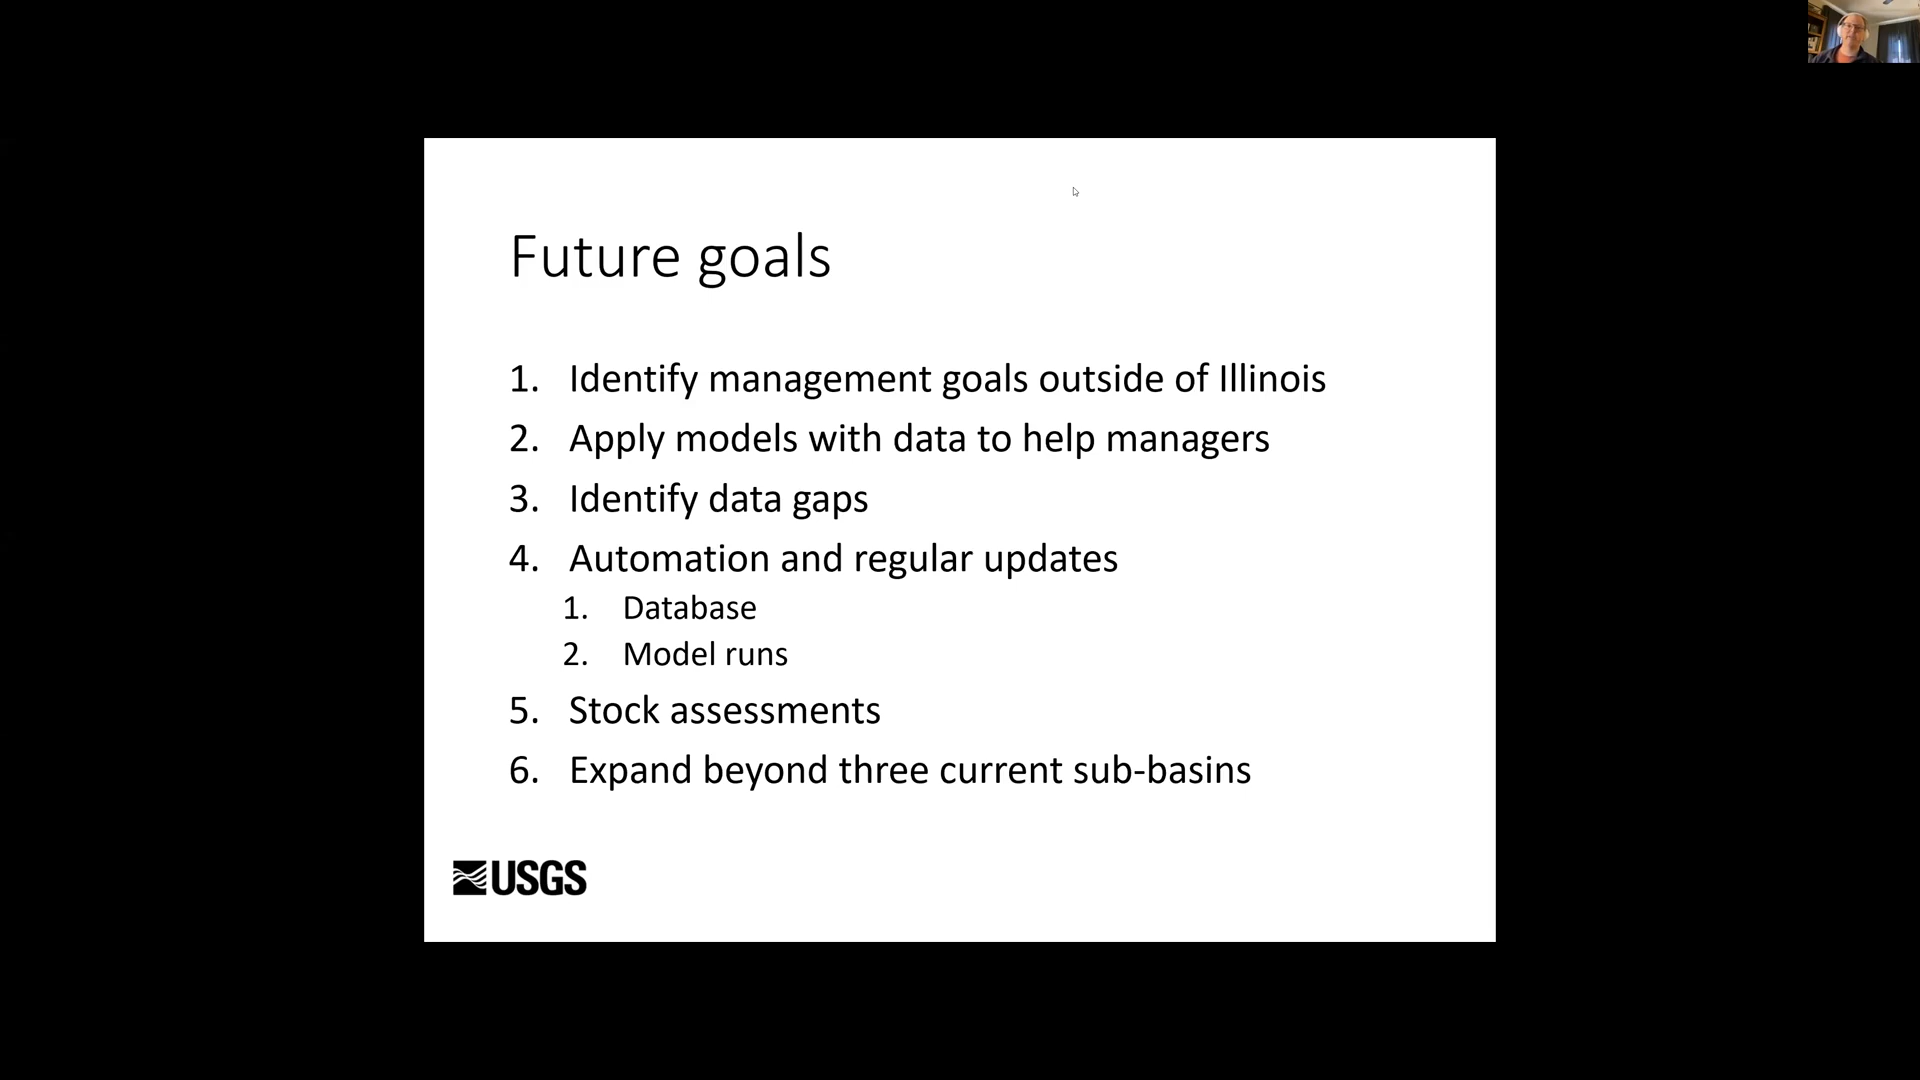 Future goals
1. Identify management goals outside of Illinois
2. Apply models with data to help managers
3. Identify data gaps
4. Automation and regular updates
1. Database
2. Model runs
5. Stock assessments
6. Expand beyond three current sub-basins
USGS